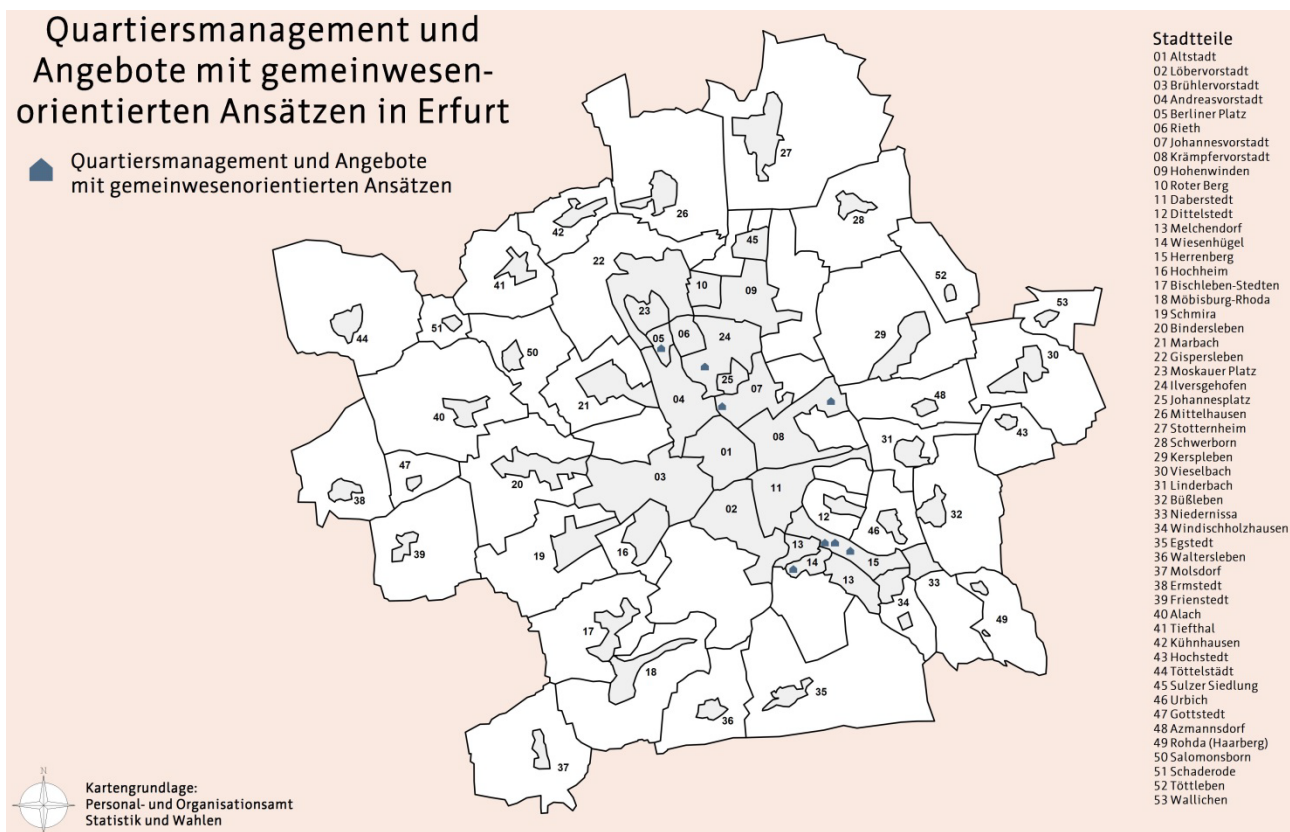 Quartiersmanagement und
Angebote mit gemeinwesen-
orientierten Ansätzen in Erfurt
Quartiersmanagement und Angebote
mit gemeinwesenorientierten Ansätzen
Stadtteile
01 Altstadt
02 Löbervorstadt
03 Brühlervorstadt
04 Andreasvorstadt
05 Berliner Platz
06 Rieth
07 Johannesvorstadt
08 Krämpfervorstadt
09 Hohenwinden
10 Roter Berg
11 Daberstedt
12 Dittelstedt
13 Melchendorf
14 Wiesenhügel
15 Herrenberg
16 Hochheim
17 Bischleben-Stedten
18 Möbisburg-Rhoda
19 Schmira
20 Bindersleben
21 Marbach
22 Gispersleben
23 Moskauer Platz
24 Ilversgehofen
25 Johannesplatz
26 Mittelhausen
27 Stotternheim
28 Schwerborn
29 Kerspleben
30 Vieselbach
31 Linderbach
32 Büßleben
33 Niedernissa
34 Windischholzhausen
35 Egstedt
36 Waltersleben
37 Molsdorf
38 Ermstedt
39 Frienstedt
40 Alach
41 Tiefthal
42 Kühnhausen
43 Hochstedt
44 Töttelstädt
45 Sulzer Siedlung
46 Urbich
47 Gottstedt
48 Azmannsdorf
49 Rohda (Haarberg)
50 Salomonsborn
51 Schaderode
52 Töttleben
53 Wallichen
27
26
28
42
45
22
41
52
10
09
53
23
51
44
05
06
24
29
50
30
25
07
48
21
04
40
43
08
31
01
47
03
20
11
38
02
12
32
46
39
19
16
13
14
15
13
33
34
49
17
18
35
36
37
N
Kartengrundlage:
Personal- und Organisationsamt
Statistik und Wahlen